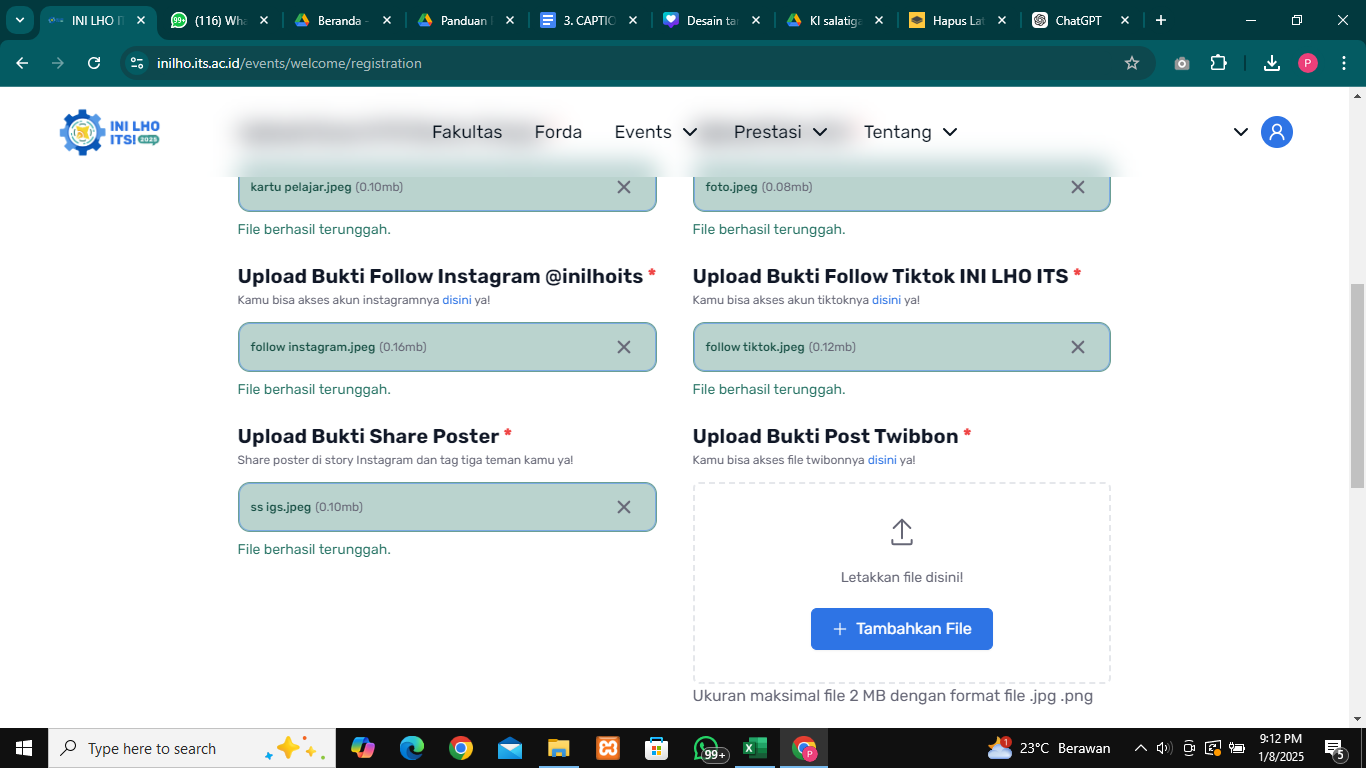 INI LHO IT
(116) Wha
Beranda -
Panduan
3. CAPTIO
Desain ta
KI salatig
Hapus Lat
ChatGPT
inilho.its.ac.id/events/welcome/registration
P
INI LHO
ITS! 2025
Fakultas
Forda
Events
Prestasi
Tentang
kartu pelajar.jpeg (0.10mb)
foto.jpeg (0.08mb)
File berhasil terunggah.
File berhasil terunggah.
Upload Bukti Follow Instagram @inilhoits *
Upload Bukti Follow Tiktok INI LHO ITS *
Kamu bisa akses akun instagramnya disini ya!
Kamu bisa akses akun tiktoknya disini ya!
follow instagram.jpeg (0.16mb)
follow tiktok.jpeg (0.12mb)
File berhasil terunggah.
File berhasil terunggah.
Upload Bukti Share Poster *
Upload Bukti Post Twibbon *
Share poster di story Instagram dan tag tiga teman kamu ya!
Kamu bisa akses file twibonnya disini ya!
ss igs.jpeg (0.10mb)
File berhasil terunggah.
Letakkan file disini!
+ Tambahkan File
Ukuran maksimal file 2 MB dengan format file .jpg .png
Type here to search
99+
P
1
23°C Berawan
9:12 PM
1/8/2025
5